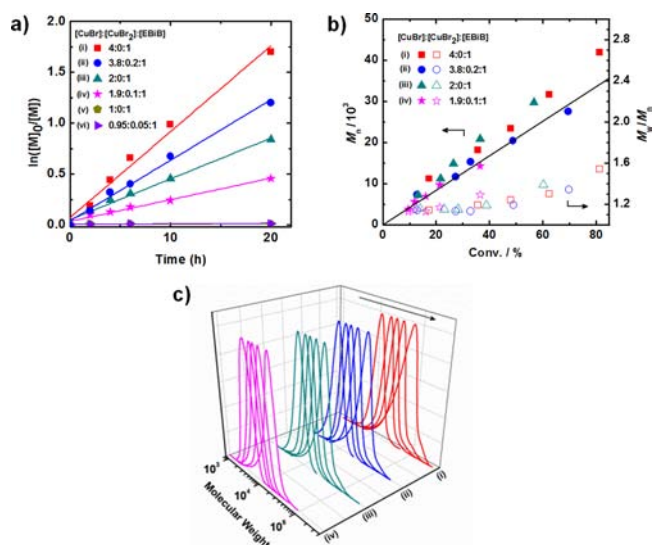 a)
[CuBr]:[CuBr2]:[EBiB]
(i) 4:0:1
(ii) 3.8:0.2:1
(iii) 2:0:1
(iv) 1.9:0.1:1
(v) 1:0:1
(vi) 0.95:0.05:1
ln([M]0/[M])
2.5
2.0
1.5
1.0
0.5
0.0
0 5 10 15 20
Time (h)
b)
[CuBr]:[CuBr2]:[EBiB]
(i) 4:0:1
(ii) 3.8:0.2:1
(iii) 2:0:1
(iv) 1.9:0.1:1
Mn / 10^3
50
40
30
20
10
0
2.8
2.4
2.0
1.6
1.2
Mw/Mn
0 20 40 60 80
Conv. / %
c)
10^3
10^4
Molecular Weight
(iv)
(iii)
(ii)
(i)